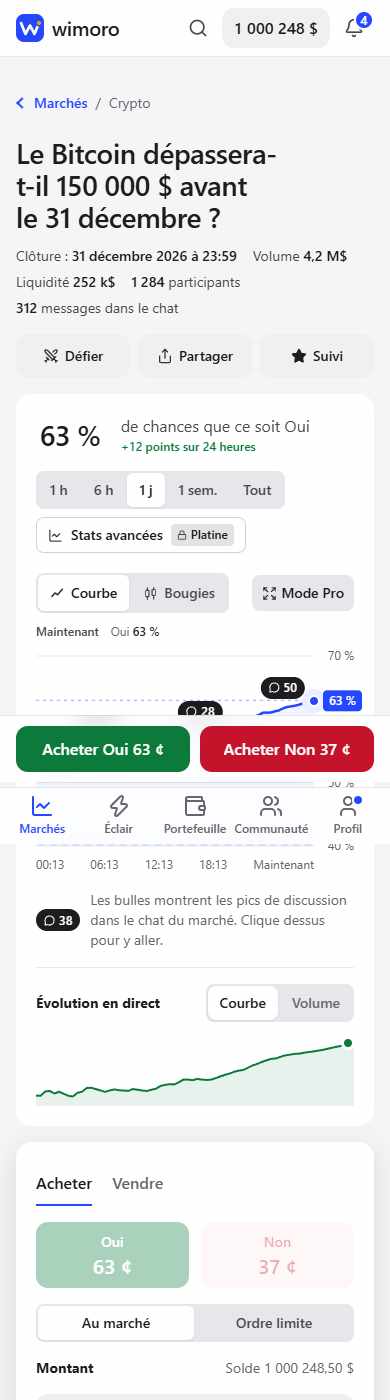 wimoro
1 000 248 $
4
Marchés / Crypto
Le Bitcoin dépassera-
t-il 150 000 $ avant
le 31 décembre ?
Clôture : 31 décembre 2026 à 23:59 Volume 4,2 M$
Liquidité 252 k$ 1 284 participants
312 messages dans le chat
Défier Partager Suivi
63 % de chances que ce soit Oui
+12 points sur 24 heures
1 h 6 h 1 j 1 sem. Tout
Stats avancées Platine
Courbe Bougies Mode Pro
Maintenant Oui 63 %
70 %
50
63 %
28
Acheter Oui 63 ¢ Acheter Non 37 ¢
50 %
Marchés Éclair Portefeuille Communauté Profil
40 %
00:13 06:13 12:13 18:13 Maintenant
38
Les bulles montrent les pics de discussion
dans le chat du marché. Clique dessus
pour y aller.
Évolution en direct Courbe Volume
Acheter Vendre
Oui Non
63 ¢ 37 ¢
Au marché Ordre limite
Montant Solde 1 000 248,50 $